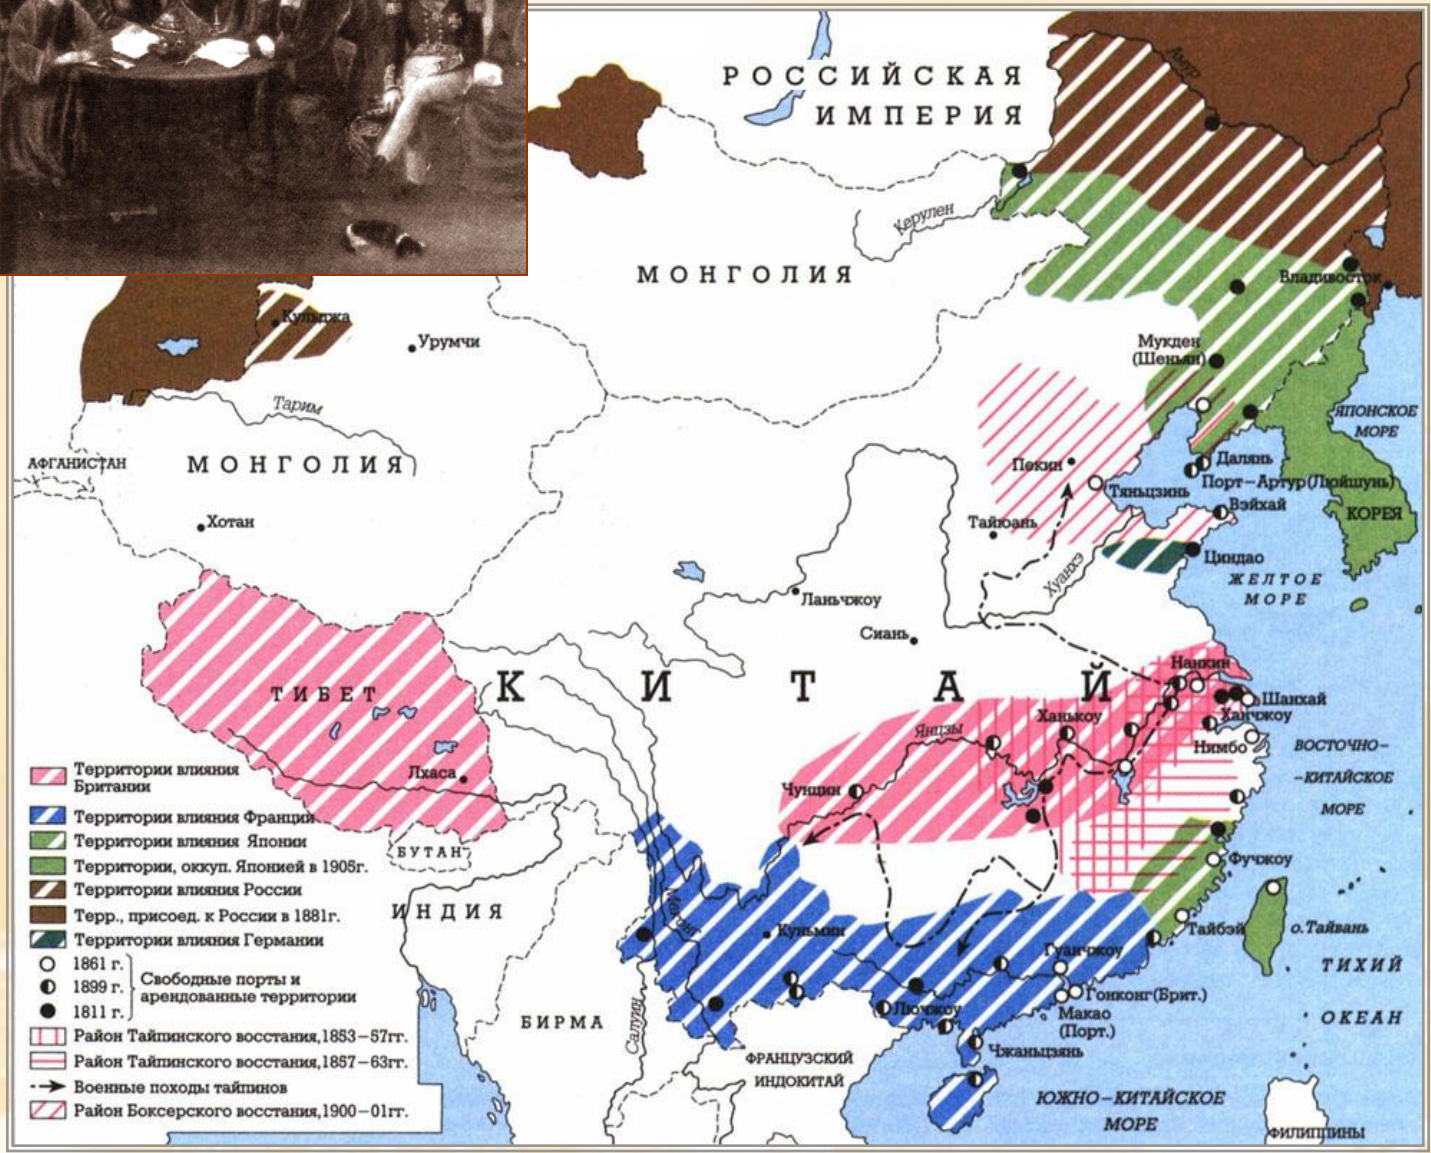 РОССИЙСКАЯ
ИМПЕРИЯ
Амур
Керулен
МОНГОЛИЯ
Владивосток
Кульджа
Урумчи
Мукден
(Шеньян)
Тарим
ЯПОНСКОЕ
МОРЕ
АФГАНИСТАН
МОНГОЛИЯ
Пекин
Далянь
Порт-Артур(Люйшунь)
Тяньцзинь
Вэйхай
Хотан
Тайюань
КОРЕЯ
Циндао
Хуанхэ
ЖЕЛТОЕ
МОРЕ
Ланьчжоу
Сиань
КИТАЙ
ТИБЕТ
Нанкин
Шанхай
Ханькоу
Ханчжоу
Янцзы
Нимбо
ВОСТОЧНО-
-КИТАЙСКОЕ
МОРЕ
Лхаса
Чунцин
БУТАН
Фучжоу
ИНДИЯ
Меконг
Куньмин
Тайбэй
о.Тайвань
Гуанчжоу
ТИХИЙ
ОКЕАН
Гонконг(Брит.)
Макао
(Порт.)
Лючжоу
БИРМА
Салуин
Чжаньцзянь
ФРАНЦУЗСКИЙ
ИНДОКИТАЙ
ЮЖНО-КИТАЙСКОЕ
МОРЕ
ФИЛИППИНЫ
Территории влияния
Британии
Территории влияния Франции
Территории влияния Японии
Территории, оккуп. Японией в 1905г.
Территории влияния России
Терр., присоед. к России в 1881г.
Территории влияния Германии
1861 г.
1899 г.
1811 г.
Свободные порты и
арендованные территории
Район Тайпинского восстания,1853-57гг.
Район Тайпинского восстания,1857-63гг.
Военные походы тайпинов
Район Боксерского восстания,1900-01гг.